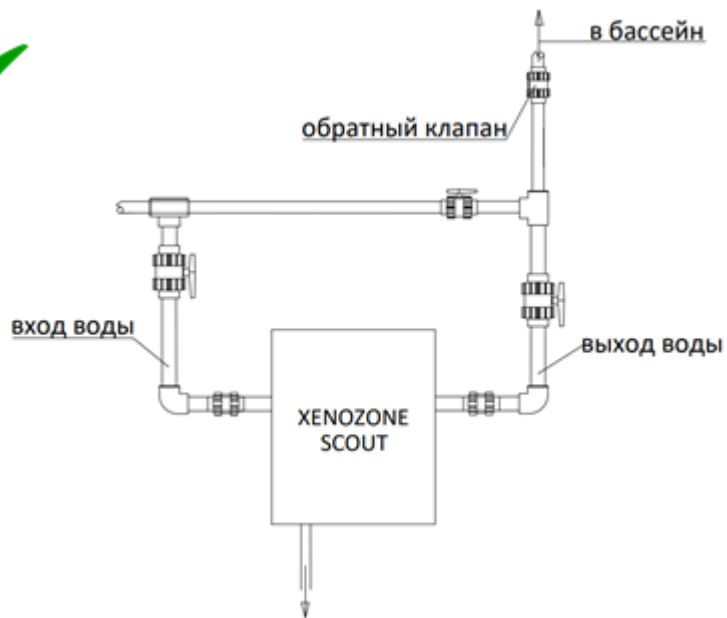 в бассейн
обратный клапан
вход воды
выход воды
XENOZONE
SCOUT